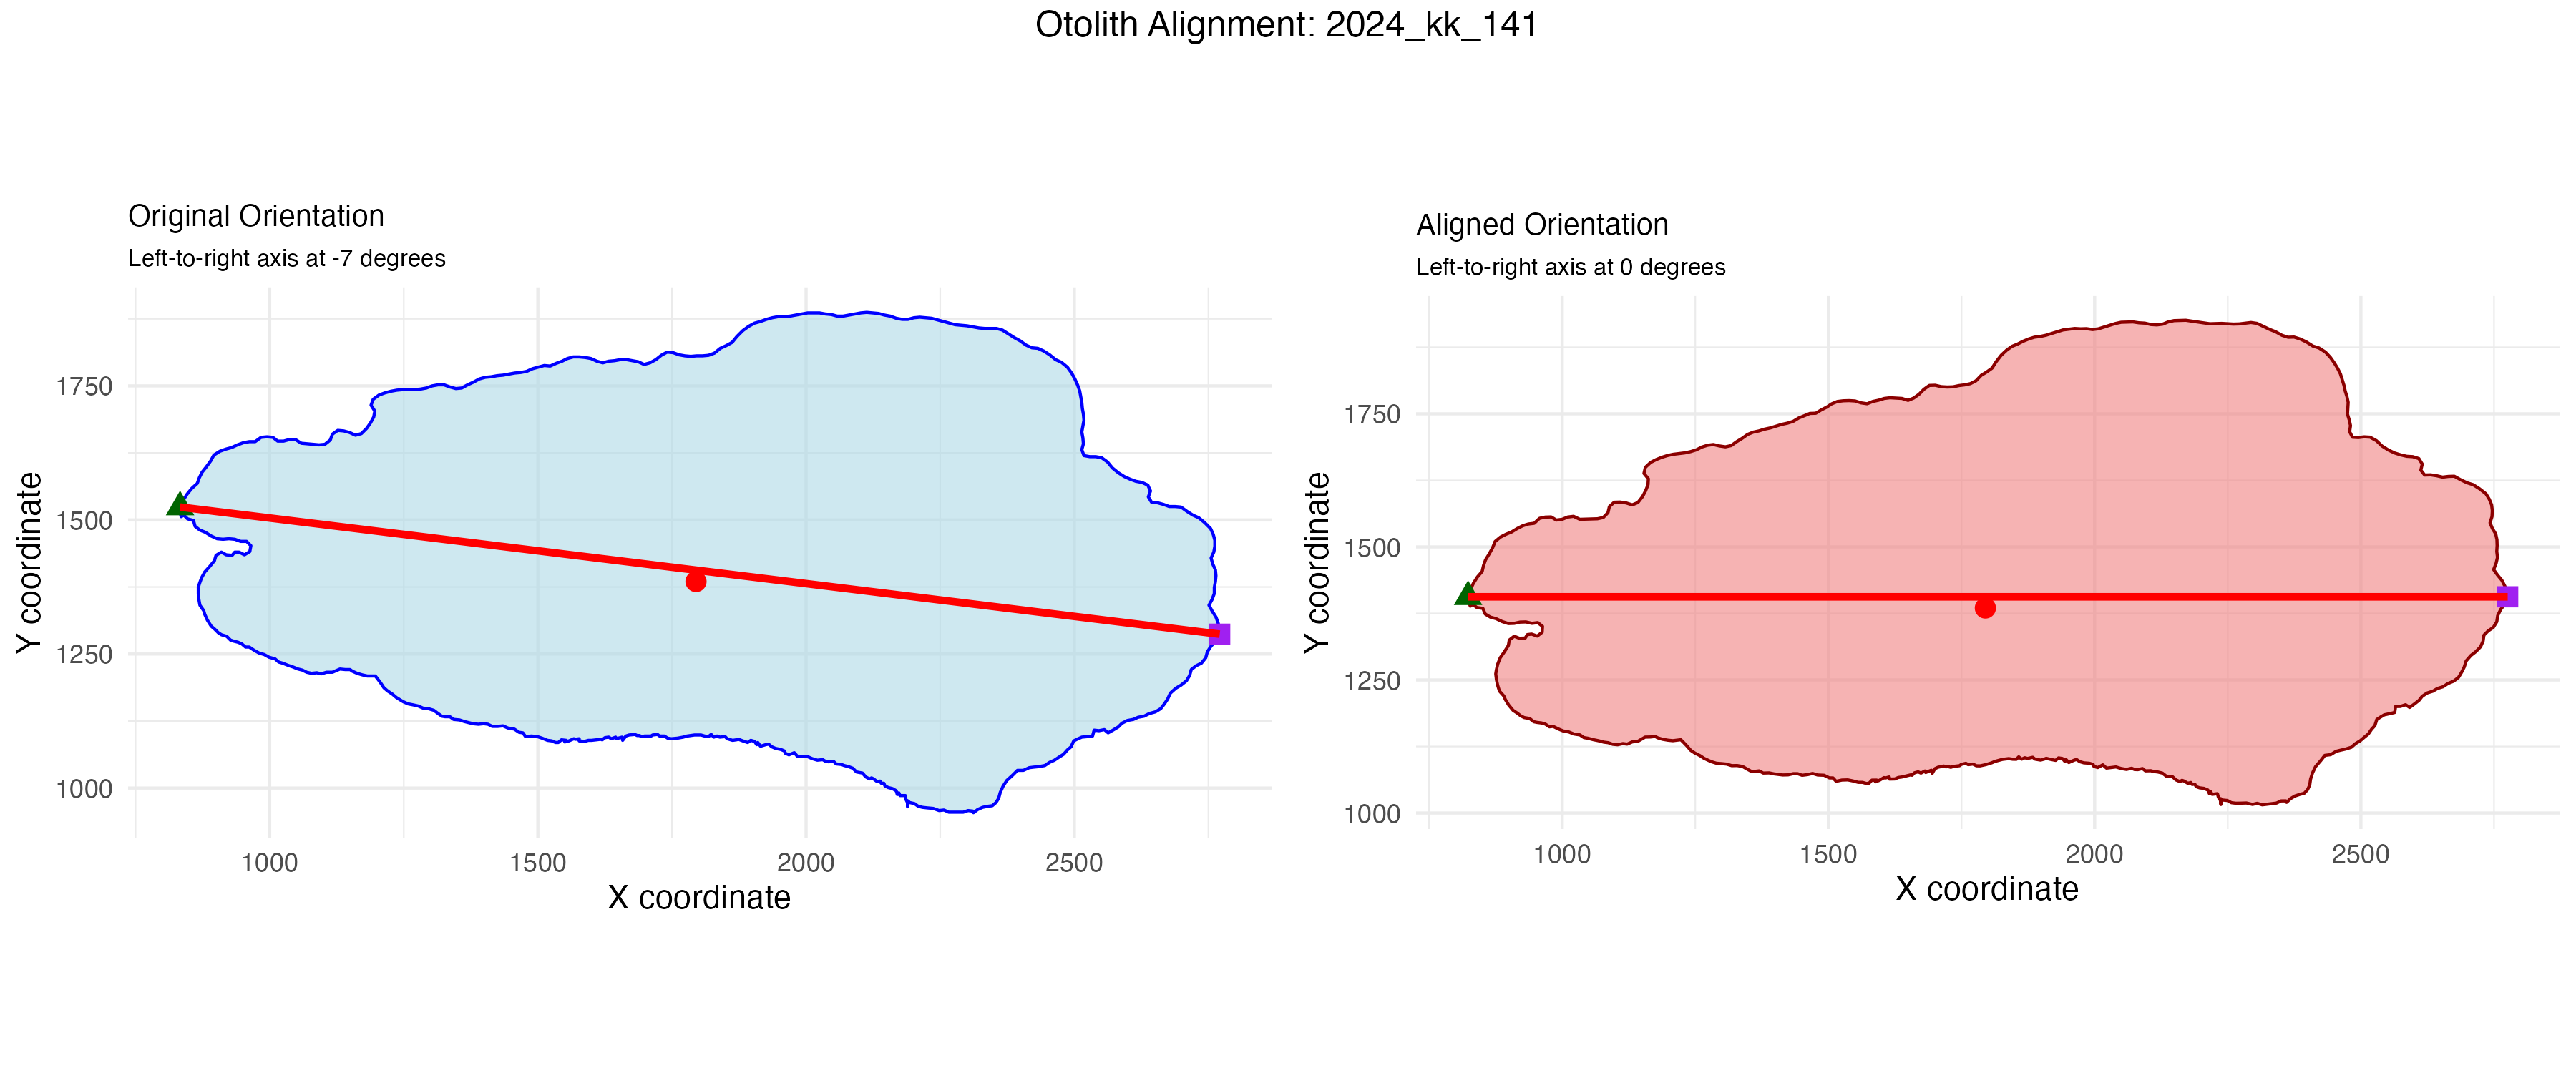 Otolith Alignment: 2024_kk_141
Original Orientation
Left-to-right axis at -7 degrees
Y coordinate
1750
1500
1250
1000
1000 1500 2000 2500
X coordinate
Aligned Orientation
Left-to-right axis at 0 degrees
Y coordinate
1750
1500
1250
1000
1000 1500 2000 2500
X coordinate